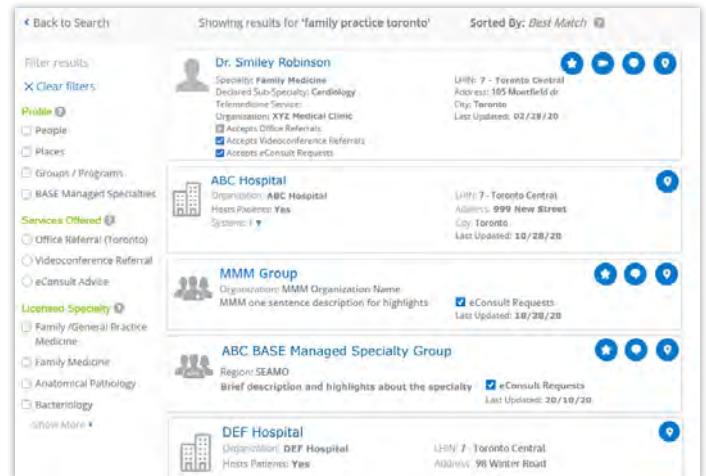 Back to Search
Showing results for 'family practice toronto'
Sorted By: Best Match
Filter results
Clear filters
Profile
People
Places
Groups / Programs
BASE Managed Specialties
Services Offered
Office Referral (Toronto)
Videoconference Referral
eConsult Advice
Licensed Specialty
Family /General Practice
Medicine
Family Medicine
Anatomical Pathology
Bacteriology
Show More
Dr. Smiley Robinson
Specialty: Family Medicine
Declared Sub-Specialty: Cardiology
Telemedicine Service:
Organization: XYZ Medical Clinic
Accepts Office Referrals
Accepts Videoconference Referrals
Accepts eConsult Requests
LHIN: 7 - Toronto Central
Address: 105 Montfield dr
City: Toronto
Last Updated: 02/28/20
ABC Hospital
Organization: ABC Hospital
Hosts Patients: Yes
Systems: 1
LHIN: 7 - Toronto Central
Address: 999 New Street
City: Toronto
Last Updated: 10/28/20
MMM Group
Organization: MMM Organization Name
MMM one sentence description for highlights
eConsult Requests
Last Updated: 10/28/20
ABC BASE Managed Specialty Group
Region: SEAMO
Brief description and highlights about the specialty
eConsult Requests
Last Updated: 20/10/20
DEF Hospital
Organization: DEF Hospital
Hosts Patients: Yes
LHIN: 7 - Toronto Central
Address: 98 Winter Road